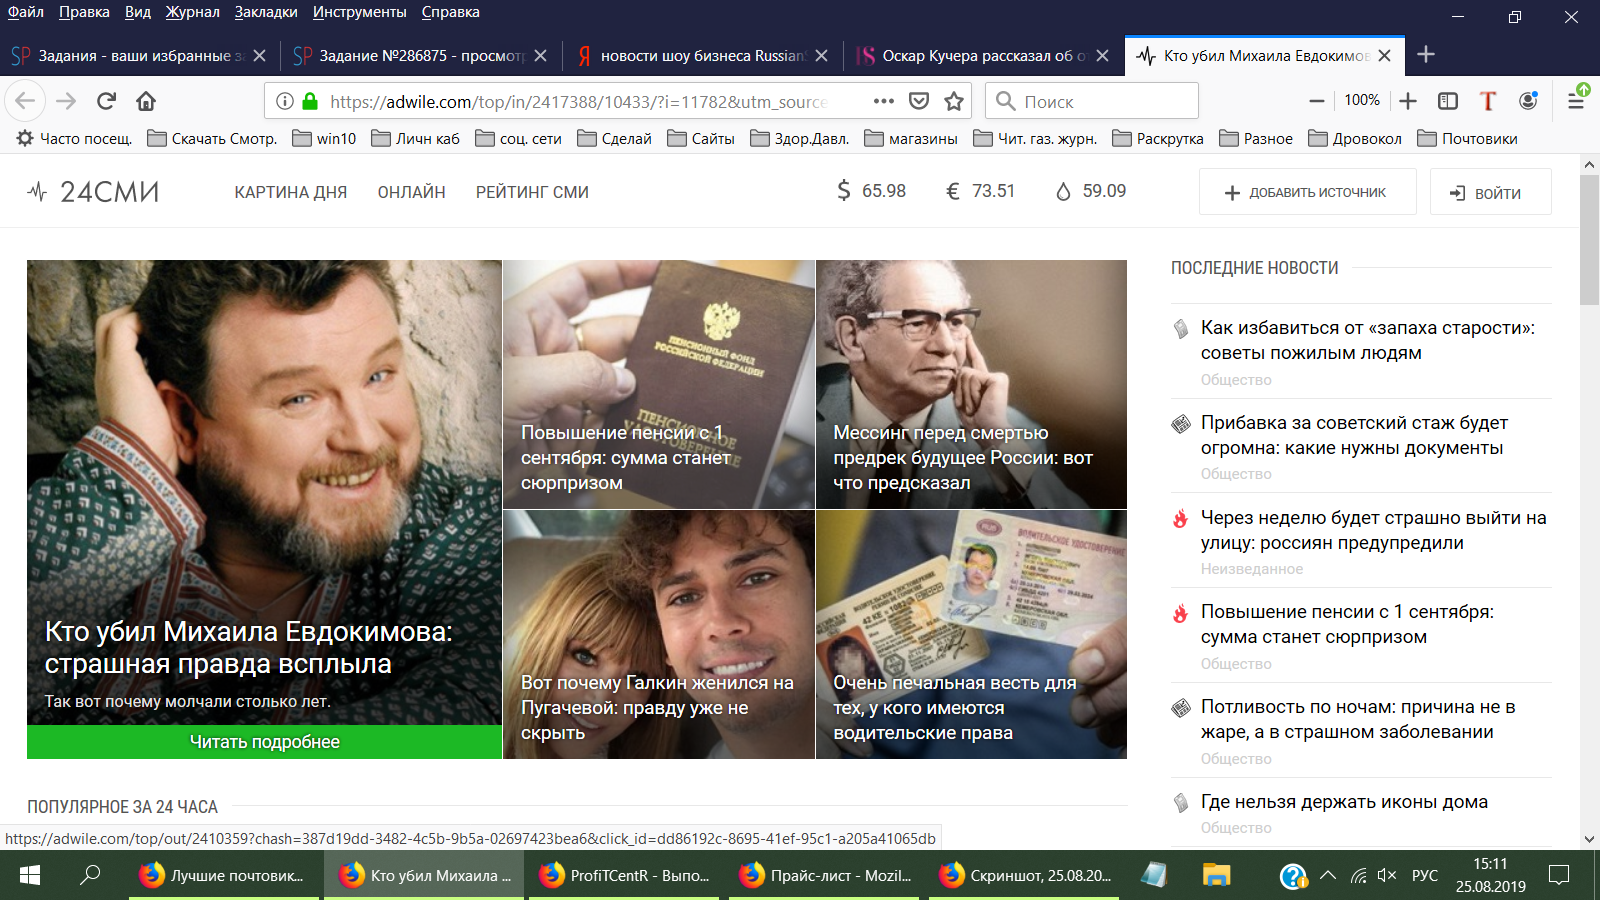 Файл Правка Вид Журнал Закладки Инструменты Справка
SP Задания - ваши избранные за
SP Задание №286875 - просмотр
Я новости шоу бизнеса Russian
Оскар Кучера рассказал об о
Кто убил Михаила Евдокимов
https://adwile.com/top/in/2417388/10433/?i=11782&utm_source
Поиск
100%
Часто посещ. Скачать Смотр. win10 Личн каб соц. сети Сделай Сайты Здор.Давл. магазины Чит. газ. журн. Раскрутка Разное Дровокол Почтовики
24СМИ
КАРТИНА ДНЯ ОНЛАЙН РЕЙТИНГ СМИ
$ 65.98 € 73.51 59.09
ДОБАВИТЬ ИСТОЧНИК
ВОЙТИ
Кто убил Михаила Евдокимова:
страшная правда всплыла
Так вот почему молчали столько лет.
Читать подробнее
ПЕНСИОННЫЙ ФОНД
РОССИЙСКОЙ ФЕДЕРАЦИИ
ПЕНСИОННОЕ
УДОСТОВЕРЕНИЕ
Повышение пенсии с 1
сентября: сумма станет
сюрпризом
Мессинг перед смертью
предрек будущее России: вот
что предсказал
Вот почему Галкин женился на
Пугачевой: правду уже не
скрыть
ВОДИТЕЛЬСКОЕ УДОСТОВЕРЕНИЕ
Очень печальная весть для
тех, у кого имеются
водительские права
ПОСЛЕДНИЕ НОВОСТИ
Как избавиться от «запаха старости»:
советы пожилым людям
Общество
Прибавка за советский стаж будет
огромна: какие нужны документы
Общество
Через неделю будет страшно выйти на
улицу: россиян предупредили
Неизведанное
Повышение пенсии с 1 сентября:
сумма станет сюрпризом
Общество
Потливость по ночам: причина не в
жаре, а в страшном заболевании
Общество
Где нельзя держать иконы дома
Общество
ПОПУЛЯРНОЕ ЗА 24 ЧАСА
https://adwile.com/top/out/2410359?chash=387d19dd-3482-4c5b-9b5a-02697423bea6&click_id=dd86192c-8695-41ef-95c1-a205a41065db
Лучшие почтовик...
Кто убил Михаила ...
ProfiTCentR - Выпо...
Прайс-лист - Mozil...
Скриншот, 25.08.20...
РУС
15:11
25.08.2019